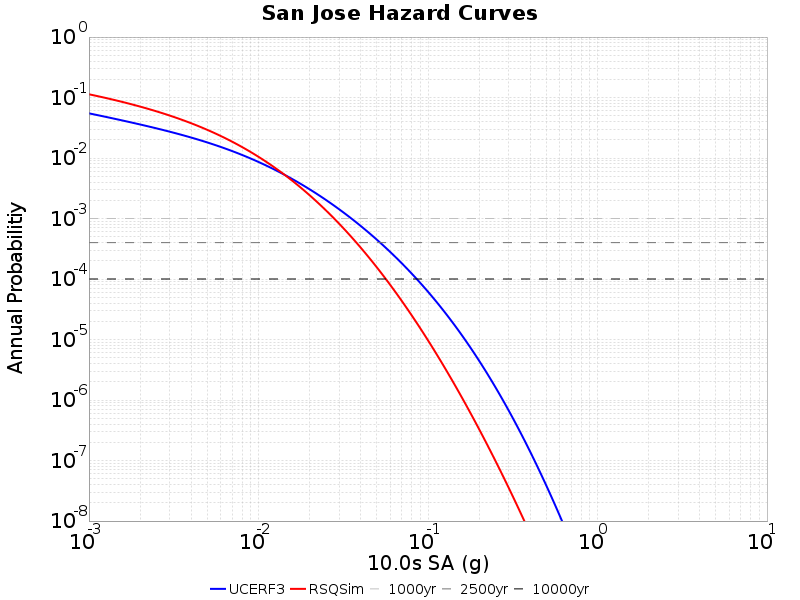 San Jose Hazard Curves
Annual Probabilitiy
10^0
10^-1
10^-2
10^-3
10^-4
10^-5
10^-6
10^-7
10^-8
10^-3 10^-2 10^-1 10^0 10^1
10.0s SA (g)
UCERF3 RSQSim 1000yr 2500yr 10000yr